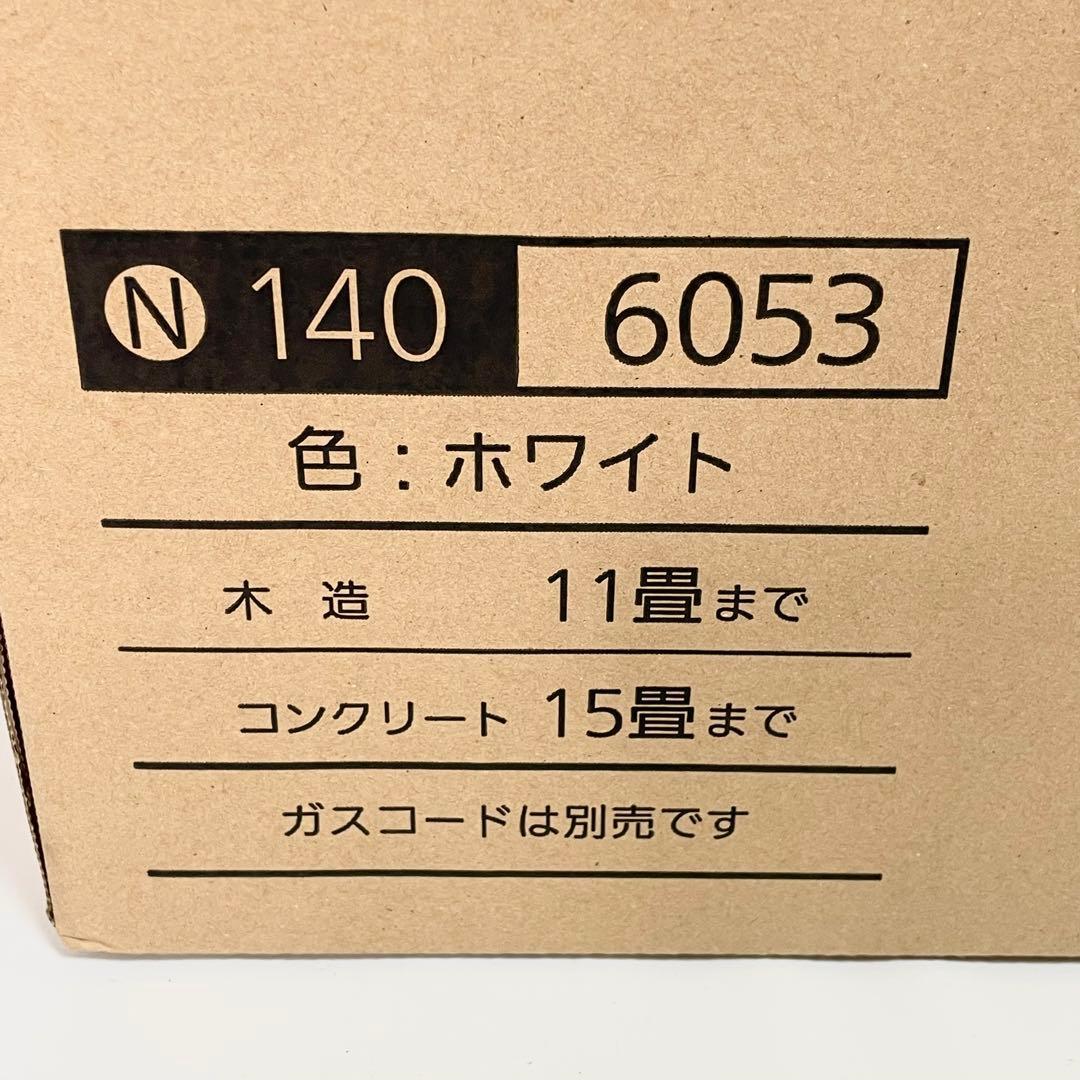 Ⓝ 140 6053
色：ホワイト
木 造 11畳まで
コンクリート 15畳まで
ガスコードは別売です